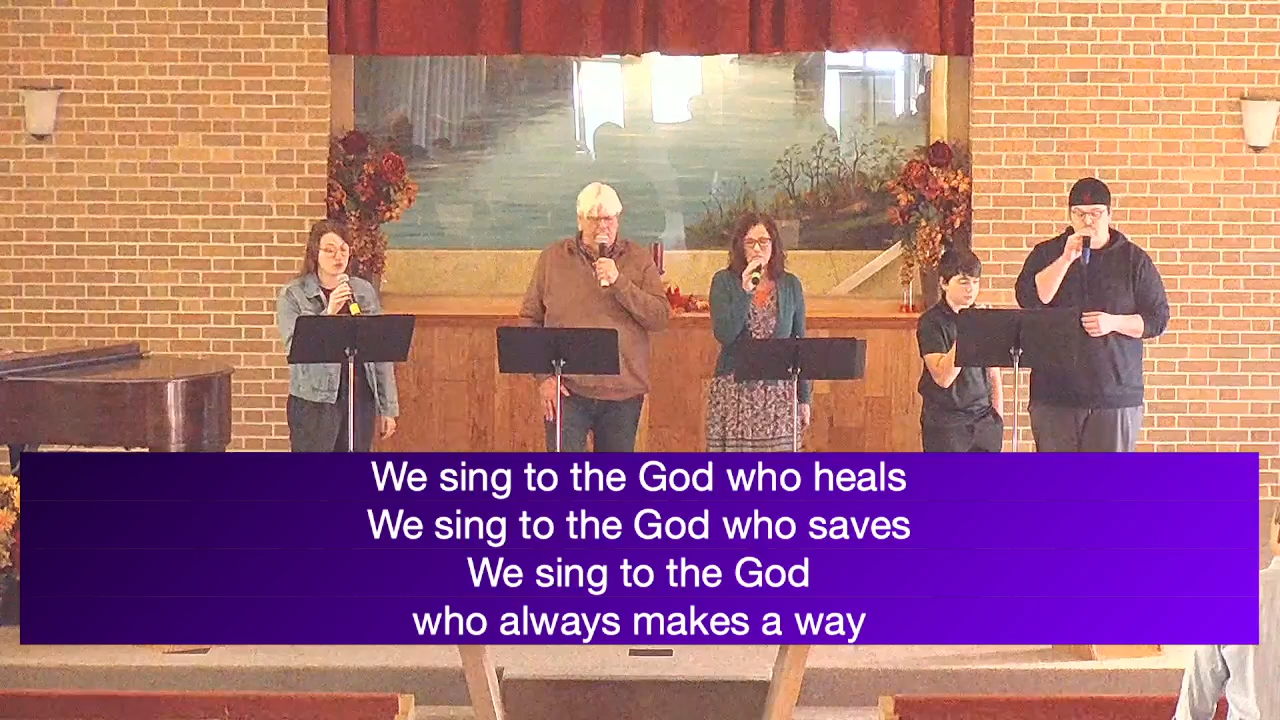 We sing to the God who heals
We sing to the God who saves
We sing to the God
who always makes a way